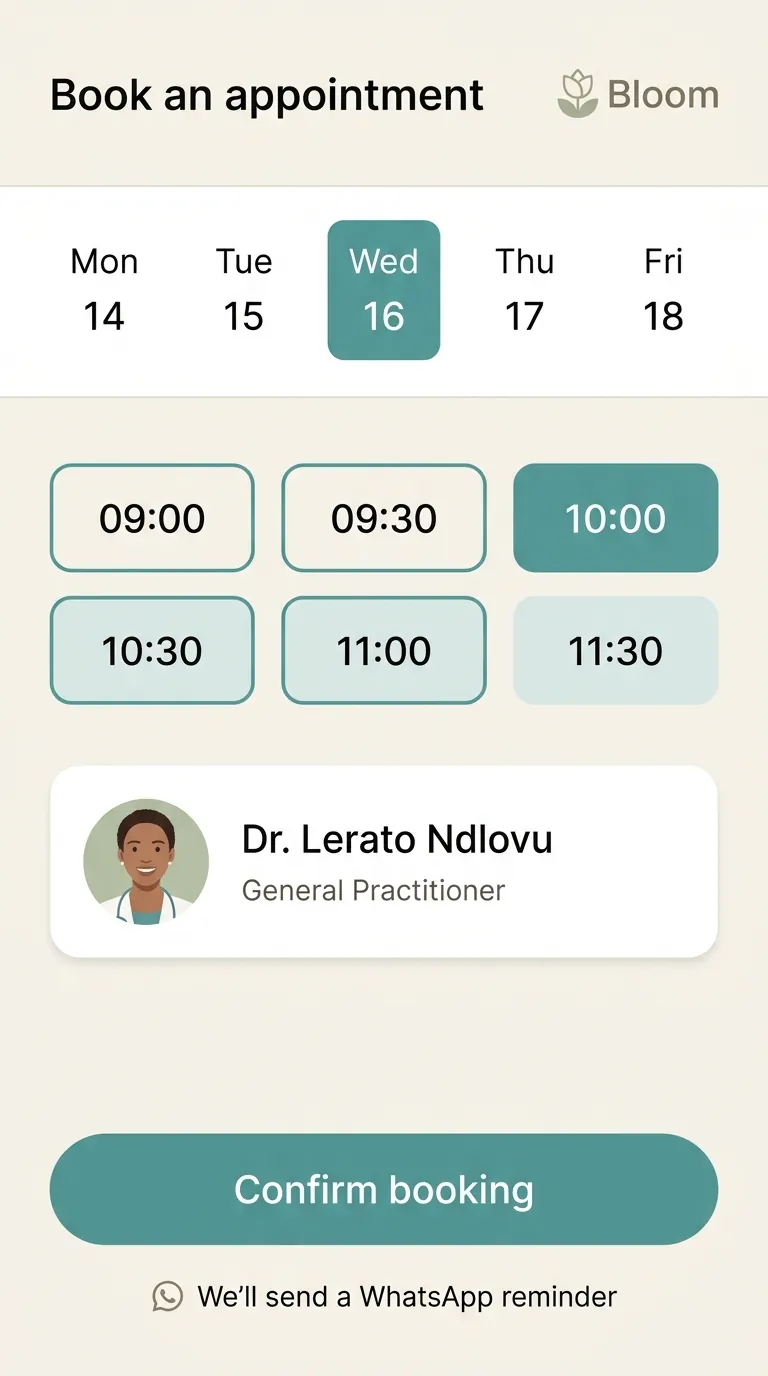 Book an appointment
Bloom
Mon
14
Tue
15
Wed
16
Thu
17
Fri
18
09:00
09:30
10:00
10:30
11:00
11:30
Dr. Lerato Ndlovu
General Practitioner
Confirm booking
We’ll send a WhatsApp reminder